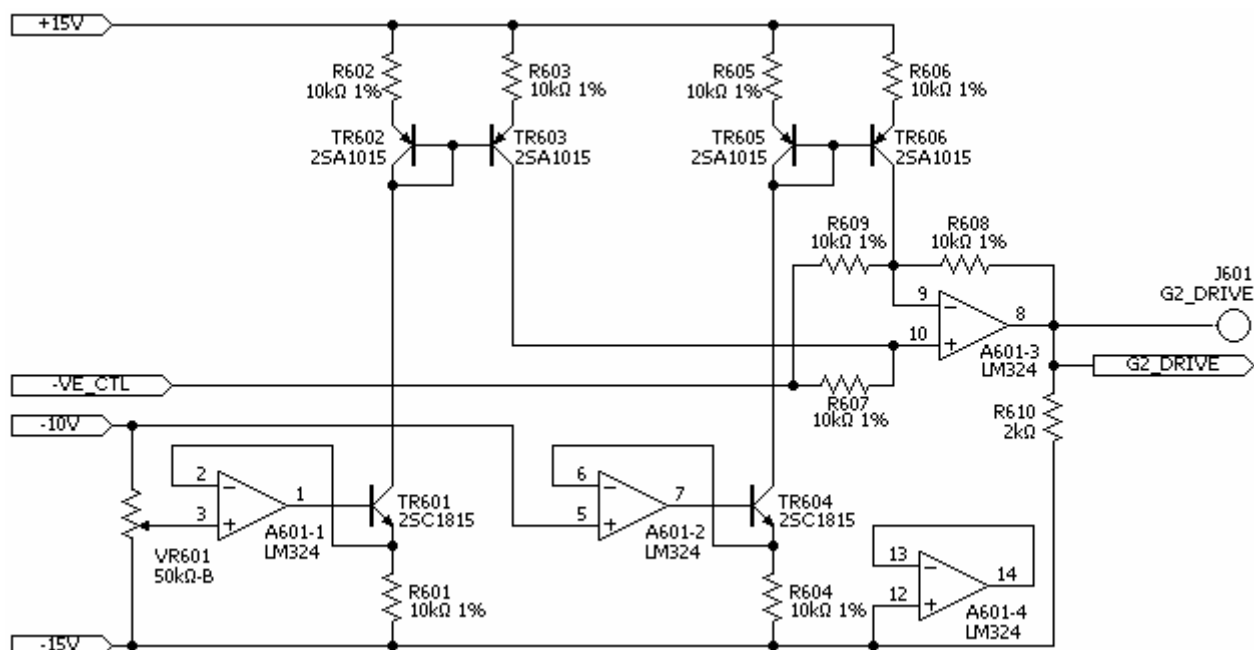 +15V
R602
10kΩ 1%
R603
10kΩ 1%
R605
10kΩ 1%
R606
10kΩ 1%
TR602
2SA1015
TR603
2SA1015
TR605
2SA1015
TR606
2SA1015
R609
10kΩ 1%
R608
10kΩ 1%
J601
G2_DRIVE
9
8
10
A601-3
LM324
G2_DRIVE
-VE_CTL
R607
10kΩ 1%
R610
2kΩ
-10V
2
1
3
A601-1
LM324
TR601
2SC1815
6
7
5
A601-2
LM324
TR604
2SC1815
VR601
50kΩ-B
R601
10kΩ 1%
R604
10kΩ 1%
13
14
12
A601-4
LM324
-15V